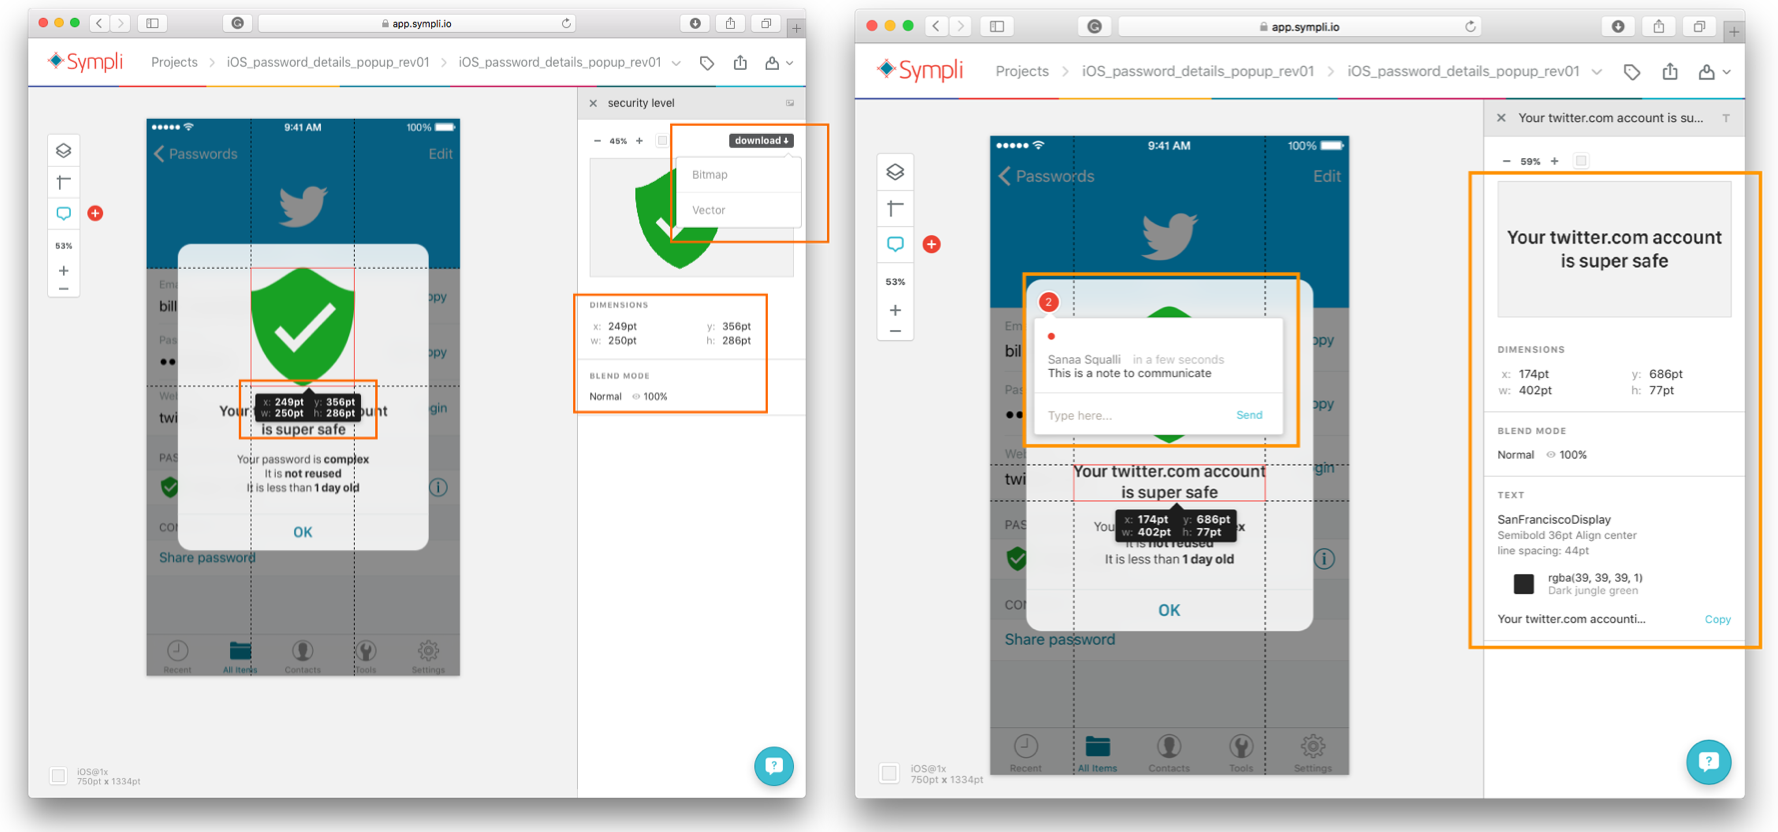 app.sympli.io
Sympli
Projects > iOS_password_details_popup_rev01 > iOS_password_details_popup_rev01
× security level
− 45% +
download
Bitmap
Vector
DIMENSIONS
x: 249pt y: 356pt
w: 250pt h: 286pt
BLEND MODE
Normal 100%
53%
+
−
9:41 AM 100%
Passwords Edit
Em
bil opy
Pas
opy
We
twi gin
x: 249pt y: 356pt
w: 250pt h: 286pt
Your t unt
is super safe
Your password is complex
It is not reused
It is less than 1 day old
PAS
OK
CO
Share password
Recent All Items Contacts Tools Settings
iOS@1x
750pt x 1334pt
app.sympli.io
Sympli
Projects > iOS_password_details_popup_rev01 > iOS_password_details_popup_rev01
× Your twitter.com account is su... T
− 59% +
Your twitter.com account
is super safe
DIMENSIONS
x: 174pt y: 686pt
w: 402pt h: 77pt
BLEND MODE
Normal 100%
TEXT
SanFranciscoDisplay
Semibold 36pt Align center
line spacing: 44pt
rgba(39, 39, 39, 1)
Dark jungle green
Your twitter.com accounti... Copy
53%
+
−
9:41 AM 100%
Passwords Edit
2
Em
Sanaa Squalli in a few seconds
This is a note to communicate
bil opy
Pas
opy
Type here... Send
We
twi gin
Your twitter.com account
is super safe
x: 174pt y: 686pt
w: 402pt h: 77pt
PAS
You x
It is not reused
It is less than 1 day old
CO
OK
Share password
Recent All Items Contacts Tools Settings
iOS@1x
750pt x 1334pt